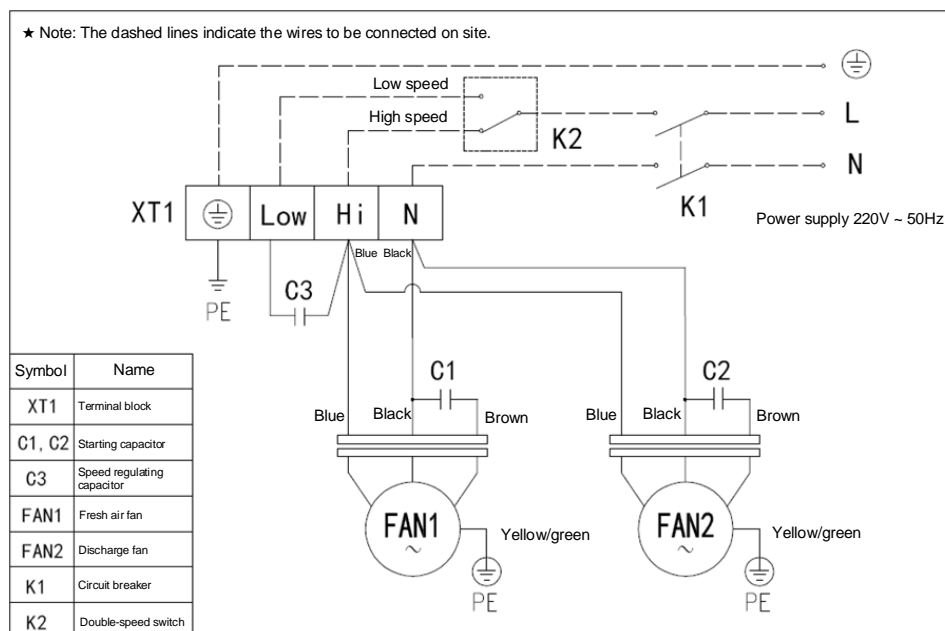 ★ Note: The dashed lines indicate the wires to be connected on site.
Low speed
High speed
K2
L
N
K1
Power supply 220V ~ 50Hz
XT1
Low Hi N
Blue Black
C3
PE
C1
C2
Blue Black Brown
Blue Black Brown
FAN1
~
Yellow/green
PE
FAN2
~
Yellow/green
PE
Symbol Name
XT1 Terminal block
C1, C2 Starting capacitor
C3 Speed regulating
capacitor
FAN1 Fresh air fan
FAN2 Discharge fan
K1 Circuit breaker
K2 Double-speed switch